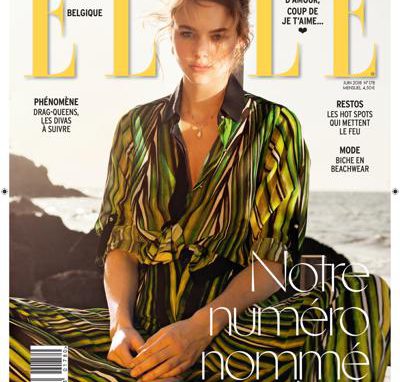 D'AMOUR,
COUP DE
JE T'AIME...
BELGIQUE
ELLE
JUIN 2018 N°178
MENSUEL 4,50€
PHÉNOMÈNE
DRAG-QUEENS,
LES DIVAS
À SUIVRE
RESTOS
LES HOT SPOTS
QUI METTENT
LE FEU
MODE
BICHE EN
BEACHWEAR
Notre
numéro
nommé